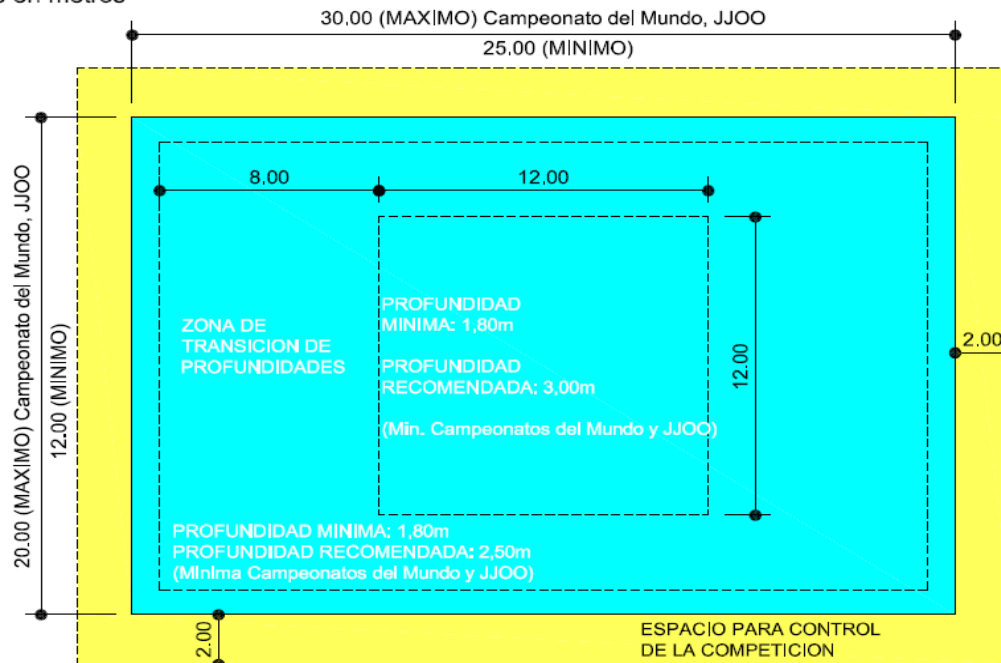 en metros
30.00 (MAXIMO) Campeonato del Mundo, JJOO
25.00 (MINIMO)
20.00 (MAXIMO) Campeonato del Mundo, JJOO
12.00 (MINIMO)
8,00
12,00
PROFUNDIDAD
MINIMA: 1,80m
PROFUNDIDAD
RECOMENDADA: 3,00m
(Min. Campeonatos del Mundo y JJOO)
ZONA DE
TRANSICION DE
PROFUNDIDADES
12.00
2.00
PROFUNDIDAD MINIMA: 1,80m
PROFUNDIDAD RECOMENDADA: 2,50m
(Minima Campeonatos del Mundo y JJOO)
2.00
ESPACIO PARA CONTROL
DE LA COMPETICION